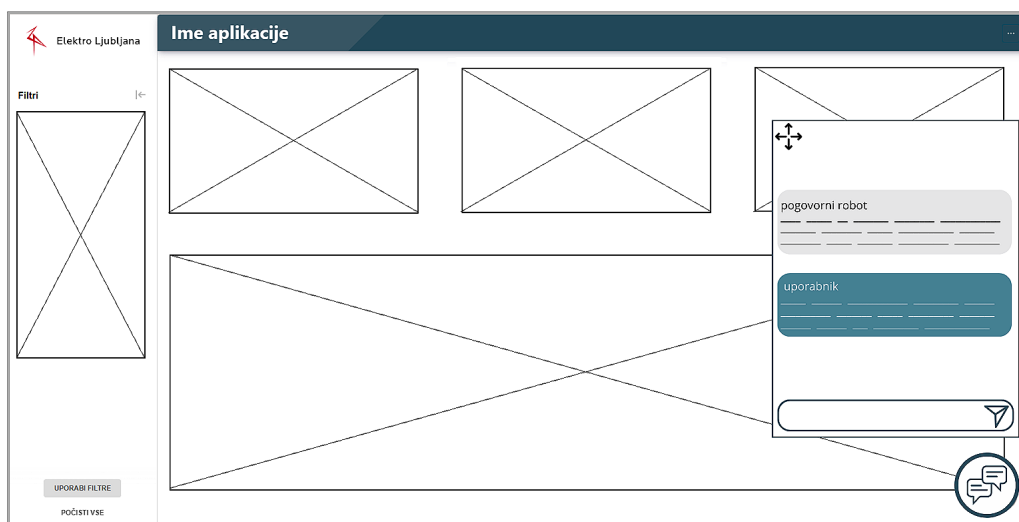 Elektro Ljubljana
Ime aplikacije
...
Filtri
pogovorni robot
uporabnik
UPORABI FILTRE
POČISTI VSE